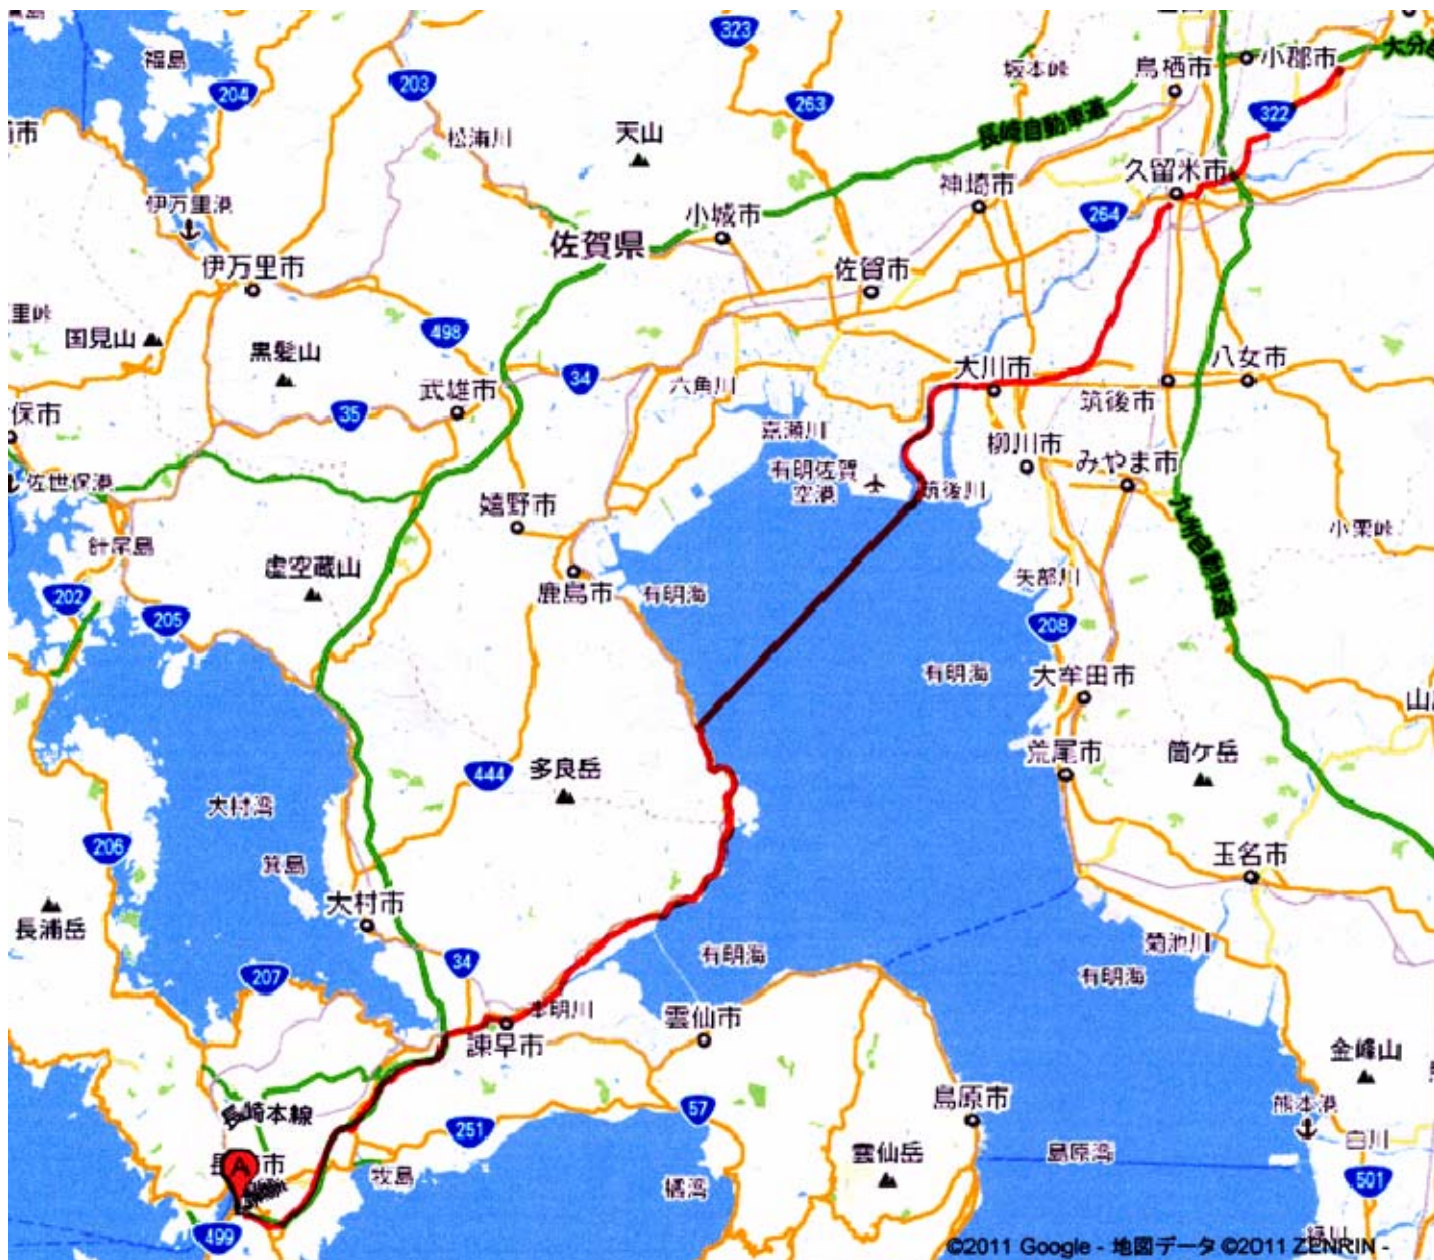 323
福島
坂本峠
鳥栖市
小郡市
大分
204
203
263
322
市
松浦川
天山
長崎自動車道
久留米市
伊万里港
小城市
神埼市
264
佐賀県
佐賀市
伊万里市
里峠
国見山
498
黒髪山
34
大川市
八女市
武雄市
六角川
筑後市
35
保市
嘉瀬川
柳川市
みやま市
佐世保港
有明佐賀
空港
筑後川
嬉野市
九州自動車道
小栗峠
針尾島
虚空蔵山
矢部川
202
鹿島市
有明海
205
208
有明海
大牟田市
荒尾市
筒ケ岳
多良岳
444
大村湾
206
玉名市
箕島
大村市
長浦岳
菊池川
有明海
有明海
34
207
本明川
雲仙市
諫早市
金峰山
島原市
熊本港
57
長崎本線
251
白川
A
市
牧島
雲仙岳
島原湾
橘湾
501
499
緑川
©2011 Google - 地図データ ©2011 ZENRIN -